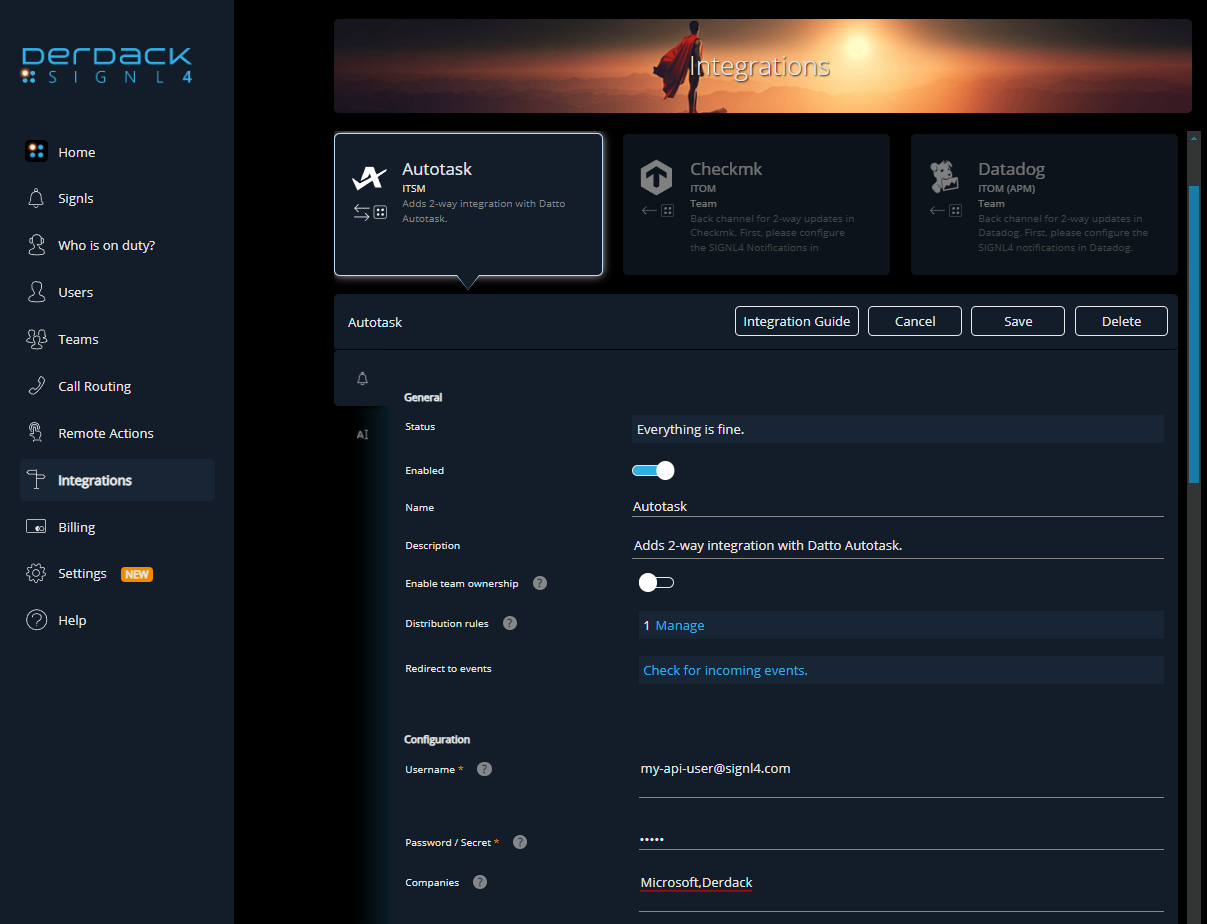 DERDACK
SIGNL4
Home
Signls
Who is on duty?
Users
Teams
Call Routing
Remote Actions
Integrations
Billing
Settings NEW
Help
Integrations
Autotask
ITSM
Adds 2-way integration with Datto
Autotask.
Checkmk
ITOM
Team
Back channel for 2-way updates in
Checkmk. First, please configure
the SIGNL4 Notifications in
Datadog
ITOM (APM)
Team
Back channel for 2-way updates in
Datadog. First, please configure the
SIGNL4 notifications in Datadog.
Autotask
Integration Guide
Cancel
Save
Delete
AI
General
Status
Everything is fine.
Enabled
Name
Autotask
Description
Adds 2-way integration with Datto Autotask.
Enable team ownership ?
Distribution rules ?
1 Manage
Redirect to events
Check for incoming events.
Configuration
Username * ?
my-api-user@signl4.com
Password / Secret * ?
•••••
Companies ?
Microsoft,Derdack